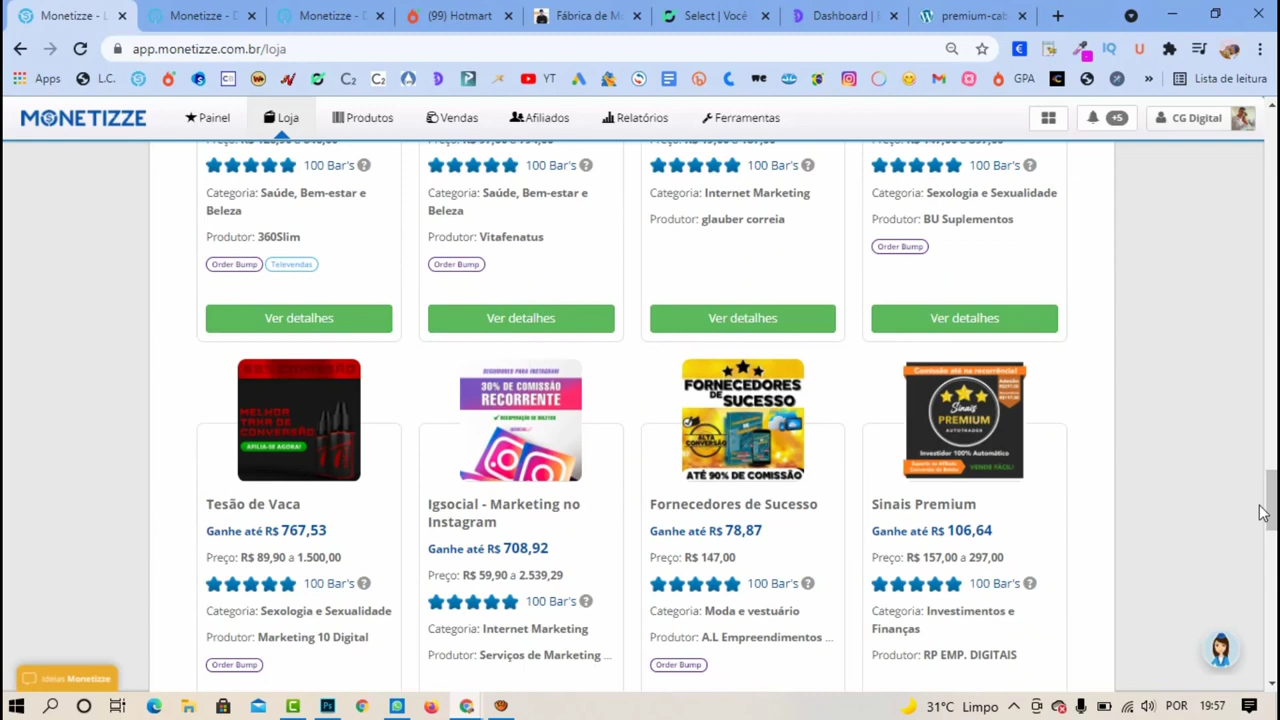 Monetizze - L
Monetizze - D
Monetizze - D
(99) Hotmart
Fábrica de M
Select | Você
Dashboard | E
premium-cab
app.monetizze.com.br/loja
Apps
L.C.
YT
GPA
Lista de leitura
MONETIZZE
Painel
Loja
Produtos
Vendas
Afiliados
Relatórios
Ferramentas
+5
CG Digital
100 Bar's
Categoria: Saúde, Bem-estar e
Beleza
Produtor: 360Slim
Order Bump
Televendas
Ver detalhes
100 Bar's
Categoria: Saúde, Bem-estar e
Beleza
Produtor: Vitafenatus
Order Bump
Ver detalhes
100 Bar's
Categoria: Internet Marketing
Produtor: glauber correia
Ver detalhes
100 Bar's
Categoria: Sexologia e Sexualidade
Produtor: BU Suplementos
Order Bump
Ver detalhes
MELHOR
TAXA DE
CONVERSÃO
AFILIA-SE AGORA!
Tesão de Vaca
Ganhe até R$ 767,53
Preço: R$ 89,90 a 1.500,00
100 Bar's
Categoria: Sexologia e Sexualidade
Produtor: Marketing 10 Digital
Order Bump
SEGUIDORES PARA INSTAGRAM
30% DE COMISSÃO
RECORRENTE
RECUPERAÇÃO DE BOLETOS
Igsocial - Marketing no
Instagram
Ganhe até R$ 708,92
Preço: R$ 59,90 a 2.539,29
100 Bar's
Categoria: Internet Marketing
Produtor: Serviços de Marketing ...
FORNECEDORES
DE
SUCESSO
ALTA
CONVERSÃO
ATÉ 90% DE COMISSÃO
Fornecedores de Sucesso
Ganhe até R$ 78,87
Preço: R$ 147,00
100 Bar's
Categoria: Moda e vestuário
Produtor: A.L Empreendimentos ...
Order Bump
Comissão até na recorrência!
Sinais
PREMIUM
AUTOTRADER
Investidor 100% Automático
VENDE FÁCIL!
Sinais Premium
Ganhe até R$ 106,64
Preço: R$ 157,00 a 297,00
100 Bar's
Categoria: Investimentos e
Finanças
Produtor: RP EMP. DIGITAIS
Ideias Monetizze
31°C Limpo
POR
19:57